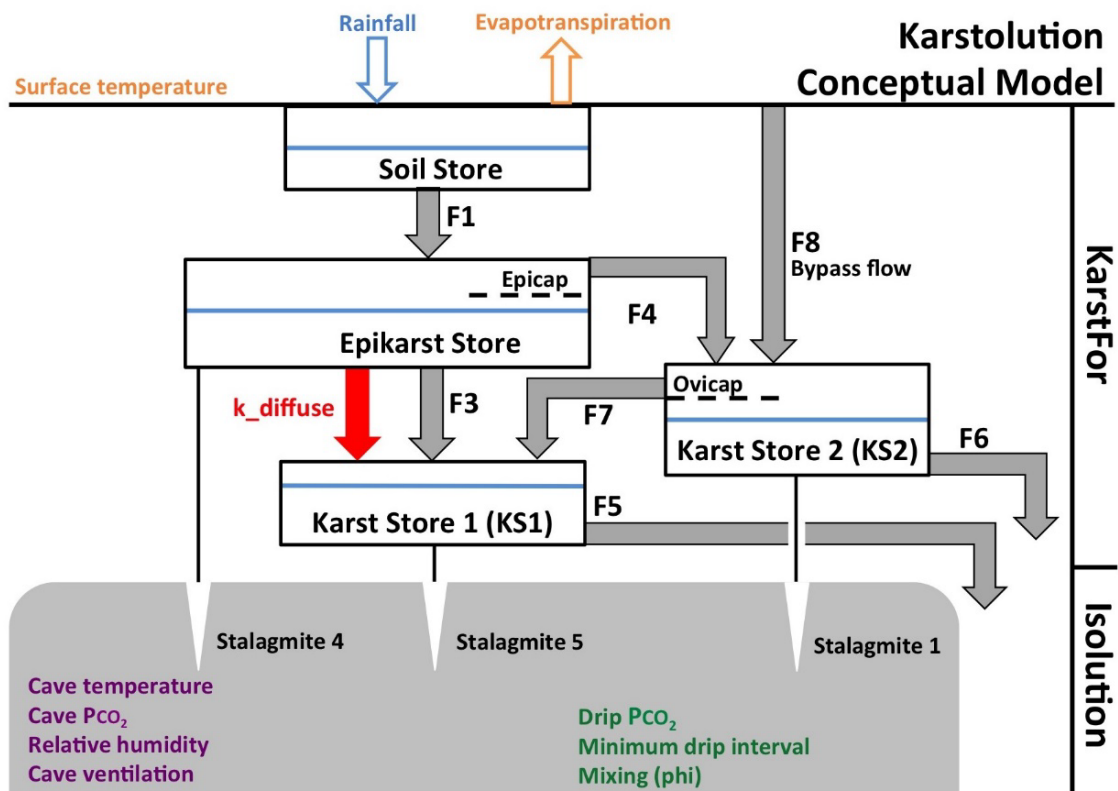 Rainfall
Evapotranspiration
Karstolution
Conceptual Model
Surface temperature
Soil Store
F1
F8
Bypass flow
KarstFor
Epicap
F4
Epikarst Store
k_diffuse
F3
F7
Ovicap
Karst Store 2 (KS2)
F6
Karst Store 1 (KS1)
F5
Isolution
Stalagmite 4
Stalagmite 5
Stalagmite 1
Cave temperature
Cave PCO₂
Relative humidity
Cave ventilation
Drip PCO₂
Minimum drip interval
Mixing (phi)